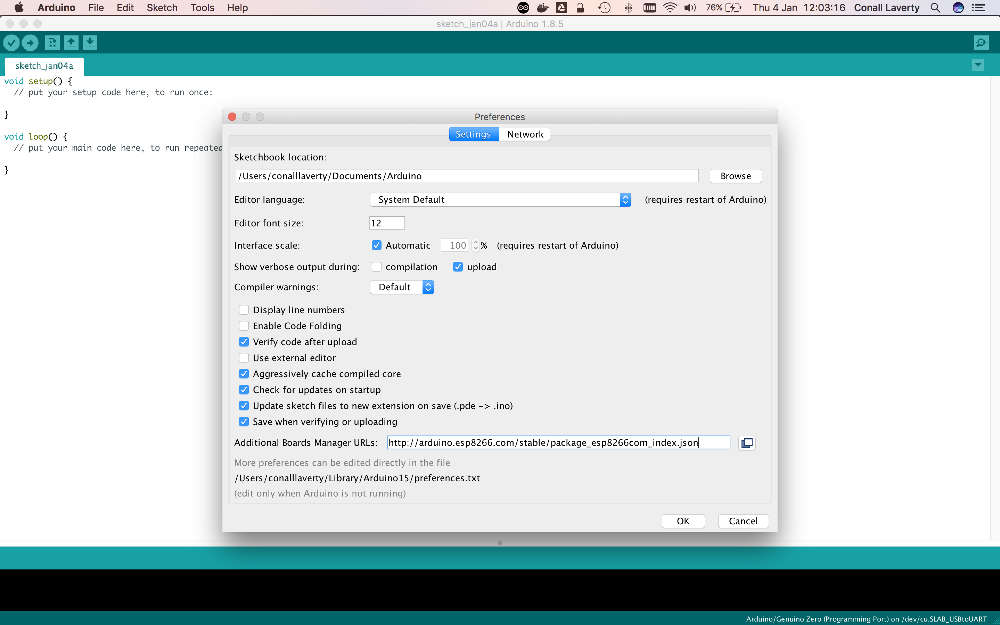 Arduino File Edit Sketch Tools Help 76% Thu 4 Jan 12:03:16 Conall Laverty
sketch_jan04a | Arduino 1.8.5
sketch_jan04a
void setup() {
// put your setup code here, to run once:
}
void loop() {
// put your main code here, to run repeated
}
Preferences
Settings Network
Sketchbook location:
/Users/conalllaverty/Documents/Arduino Browse
Editor language: System Default (requires restart of Arduino)
Editor font size: 12
Interface scale: Automatic 100 % (requires restart of Arduino)
Show verbose output during: compilation upload
Compiler warnings: Default
Display line numbers
Enable Code Folding
Verify code after upload
Use external editor
Aggressively cache compiled core
Check for updates on startup
Update sketch files to new extension on save (.pde -> .ino)
Save when verifying or uploading
Additional Boards Manager URLs: http://arduino.esp8266.com/stable/package_esp8266com_index.json
More preferences can be edited directly in the file
/Users/conalllaverty/Library/Arduino15/preferences.txt
(edit only when Arduino is not running)
OK Cancel
Arduino/Genuino Zero (Programming Port) on /dev/cu.SLAB_USBtoUART